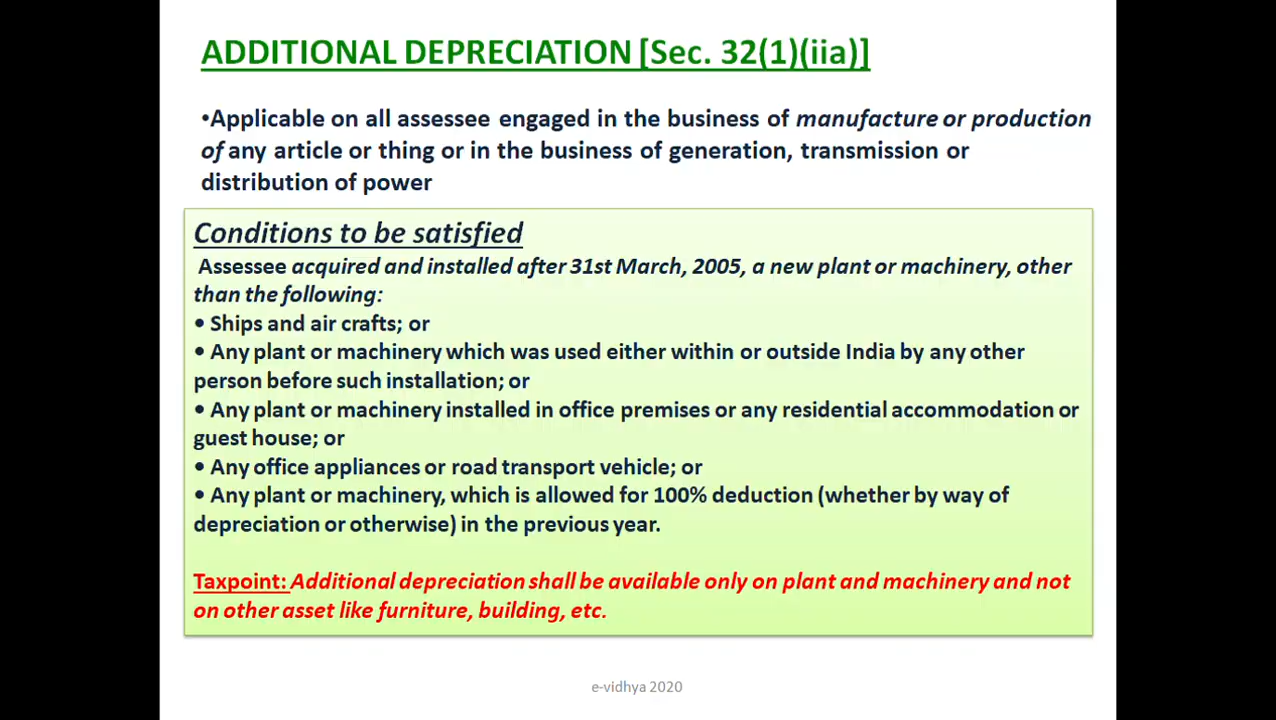 ADDITIONAL DEPRECIATION [Sec. 32(1)(iia)]
•Applicable on all assessee engaged in the business of manufacture or production
of any article or thing or in the business of generation, transmission or
distribution of power
Conditions to be satisfied
Assessee acquired and installed after 31st March, 2005, a new plant or machinery, other
than the following:
• Ships and air crafts; or
• Any plant or machinery which was used either within or outside India by any other
person before such installation; or
• Any plant or machinery installed in office premises or any residential accommodation or
guest house; or
• Any office appliances or road transport vehicle; or
• Any plant or machinery, which is allowed for 100% deduction (whether by way of
depreciation or otherwise) in the previous year.
Taxpoint: Additional depreciation shall be available only on plant and machinery and not
on other asset like furniture, building, etc.
e-vidhya 2020